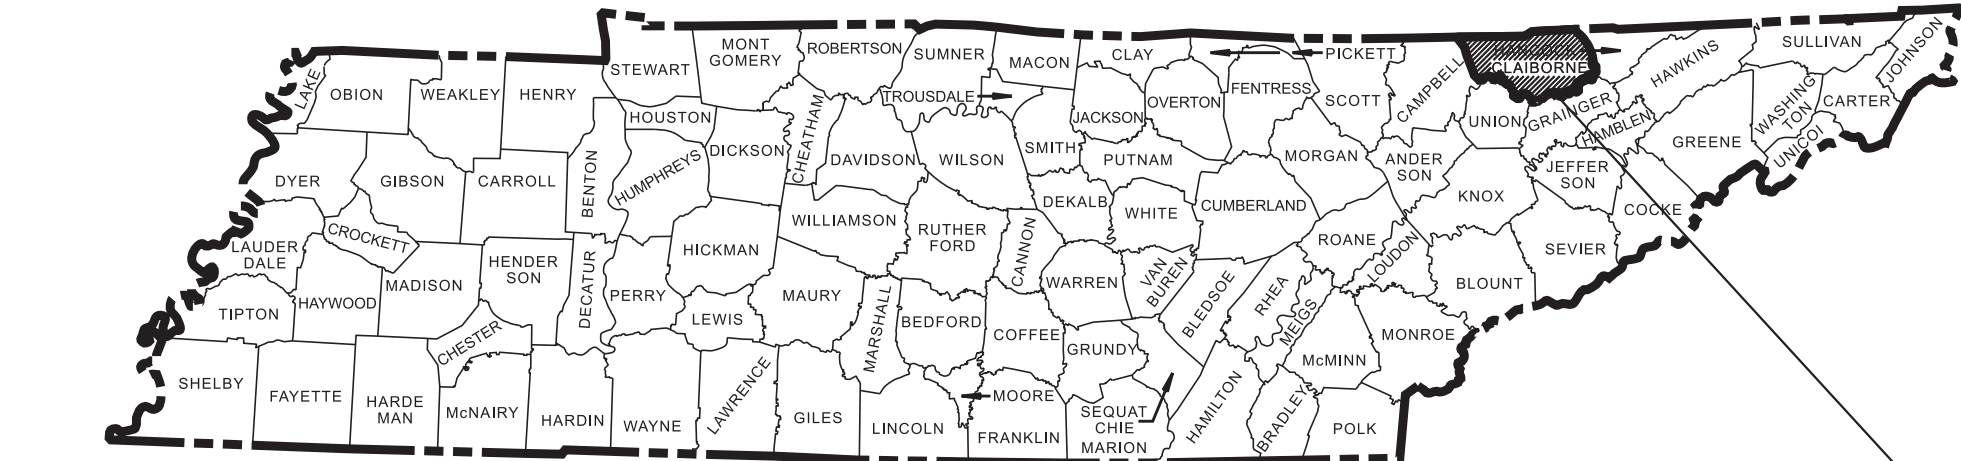 LAKE
OBION
WEAKLEY
HENRY
STEWART
MONT
GOMERY
ROBERTSON
SUMNER
MACON
CLAY
PICKETT
HANCOCK
CLAIBORNE
HAWKINS
SULLIVAN
JOHNSON
TROUSDALE
HOUSTON
CHEATHAM
JACKSON
OVERTON
FENTRESS
SCOTT
CAMPBELL
UNION
GRAINGER
HAMBLEN
WASHING
TON
CARTER
UNICOI
GREENE
DYER
GIBSON
CARROLL
BENTON
HUMPHREYS
DICKSON
DAVIDSON
WILSON
SMITH
PUTNAM
MORGAN
ANDER
SON
KNOX
JEFFER
SON
COCKE
LAUDER
DALE
CROCKETT
HICKMAN
WILLIAMSON
RUTHER
FORD
CANNON
DEKALB
WHITE
CUMBERLAND
ROANE
LOUDON
BLOUNT
SEVIER
TIPTON
HAYWOOD
MADISON
HENDER
SON
DECATUR
PERRY
LEWIS
MAURY
MARSHALL
BEDFORD
COFFEE
WARREN
VAN
BUREN
BLEDSOE
RHEA
MEIGS
McMINN
MONROE
SHELBY
FAYETTE
HARDE
MAN
CHESTER
McNAIRY
HARDIN
WAYNE
LAWRENCE
GILES
LINCOLN
MOORE
FRANKLIN
GRUNDY
SEQUAT
CHIE
MARION
HAMILTON
BRADLEY
POLK